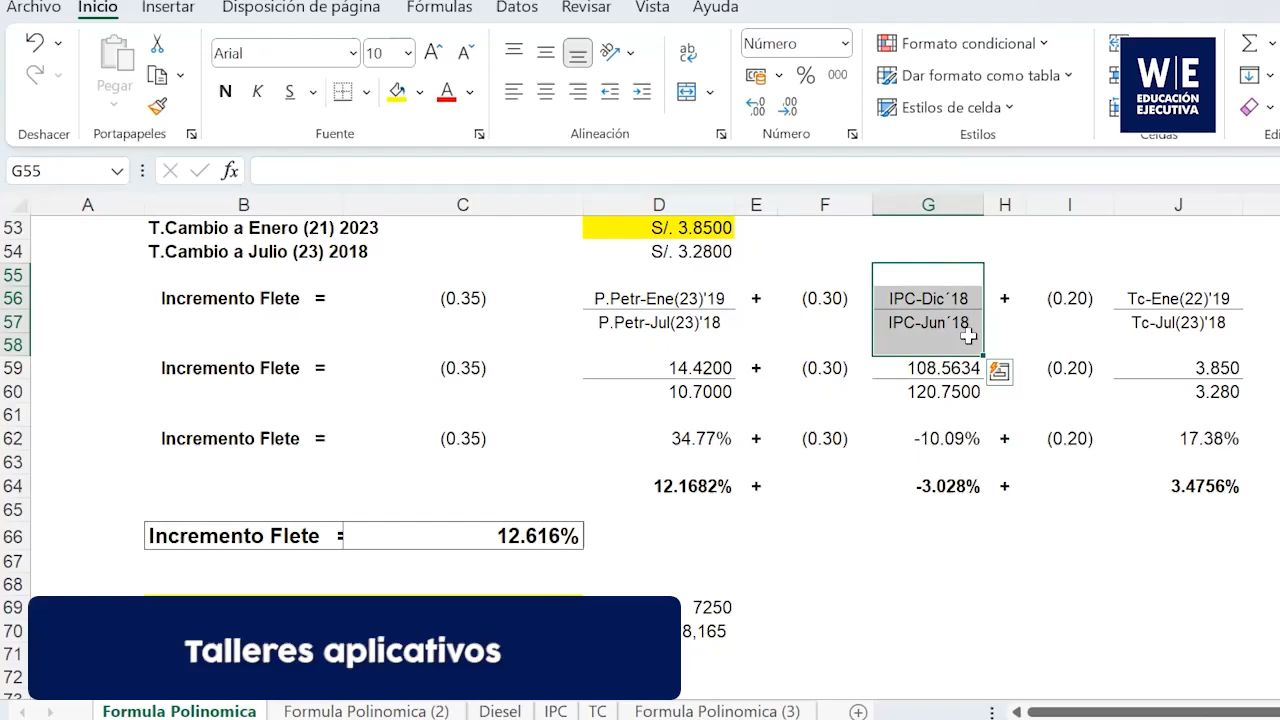 Archivo Inicio Insertar Disposición de página Fórmulas Datos Revisar Vista Ayuda
Pegar
Arial 10
N K S A
ab
Número
% 000
Formato condicional
Dar formato como tabla
Estilos de celda
W|E
EDUCACIÓN
EJECUTIVA
Deshacer Portapapeles Fuente Alineación Número Estilos Celdas
G55 fx
A B C D E F G H I J
53 T.Cambio a Enero (21) 2023 S/. 3.8500
54 T.Cambio a Julio (23) 2018 S/. 3.2800
55
56 Incremento Flete = (0.35) P.Petr-Ene(23)'19 + (0.30) IPC-Dic´18 + (0.20) Tc-Ene(22)'19
57 P.Petr-Jul(23)'18 IPC-Jun´18 Tc-Jul(23)'18
58
59 Incremento Flete = (0.35) 14.4200 + (0.30) 108.5634 (0.20) 3.850
60 10.7000 120.7500 3.280
61
62 Incremento Flete = (0.35) 34.77% + (0.30) -10.09% + (0.20) 17.38%
63
64 12.1682% + -3.028% + 3.4756%
65
66 Incremento Flete = 12.616%
67
68
69 7250
70 8,165
71
72
Talleres aplicativos
Formula Polinomica Formula Polinomica (2) Diesel IPC TC Formula Polinomica (3)